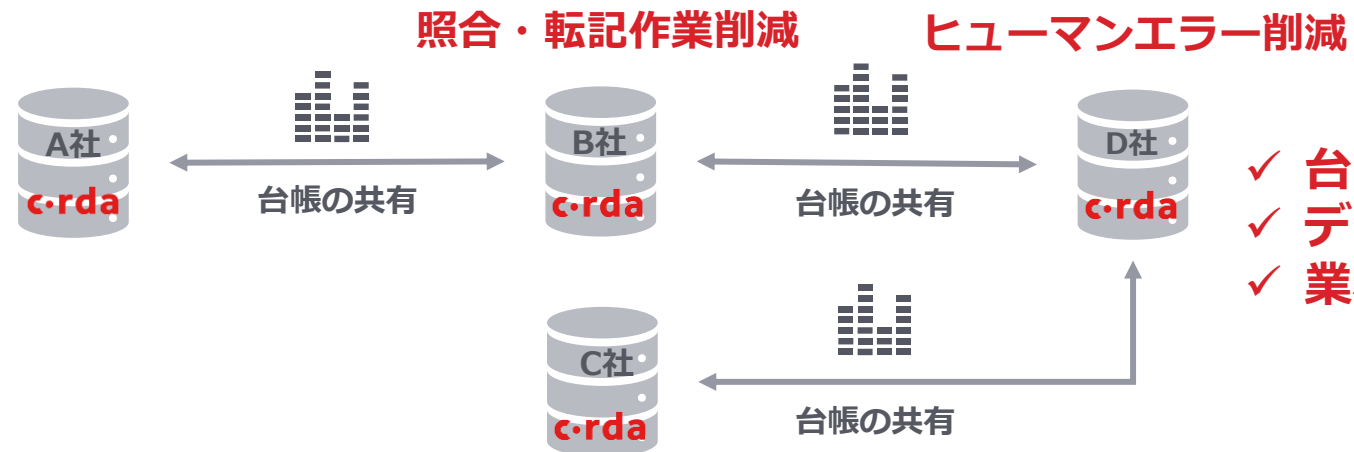 照合・転記作業削減
ヒューマンエラー削減
A社
c·rda
台帳の共有
B社
c·rda
台帳の共有
D社
c·rda
✓ 台
✓ デ
✓ 業
C社
c·rda
台帳の共有